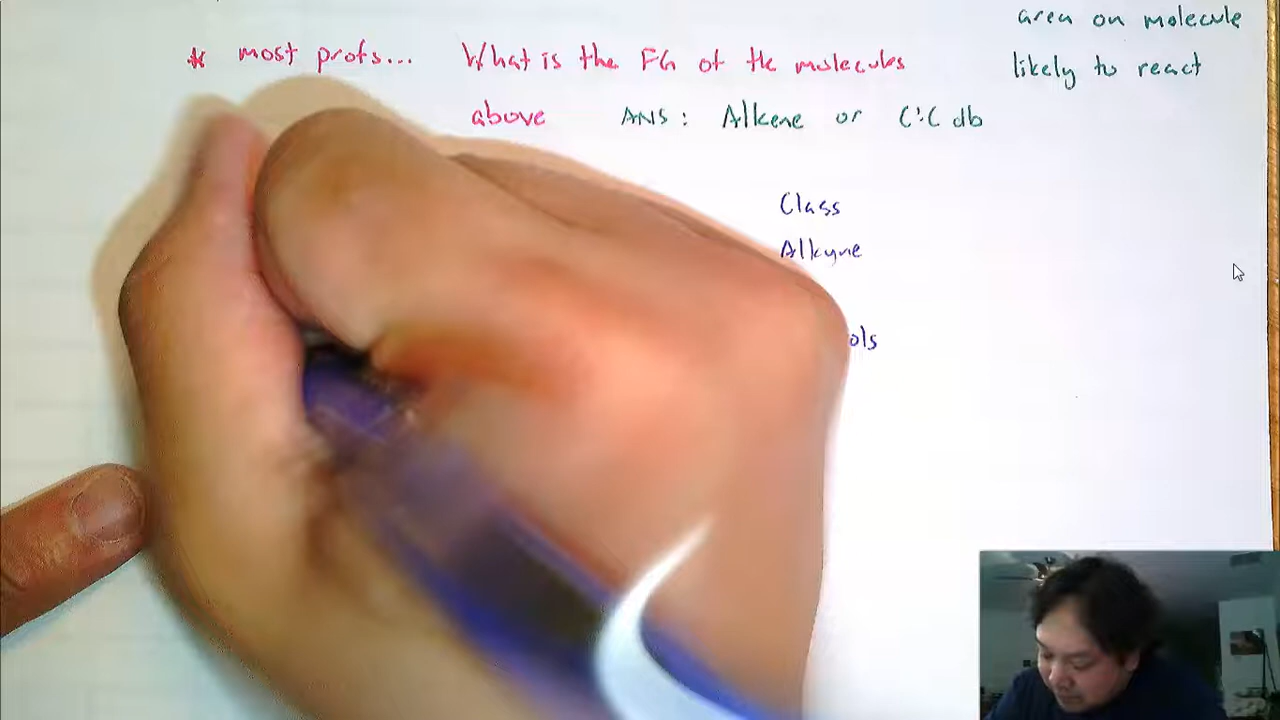 area on molecule
* most profs... What is the FG of the molecules
likely to react
above ANS: Alkene or C=C db
Class
Alkyne
ols